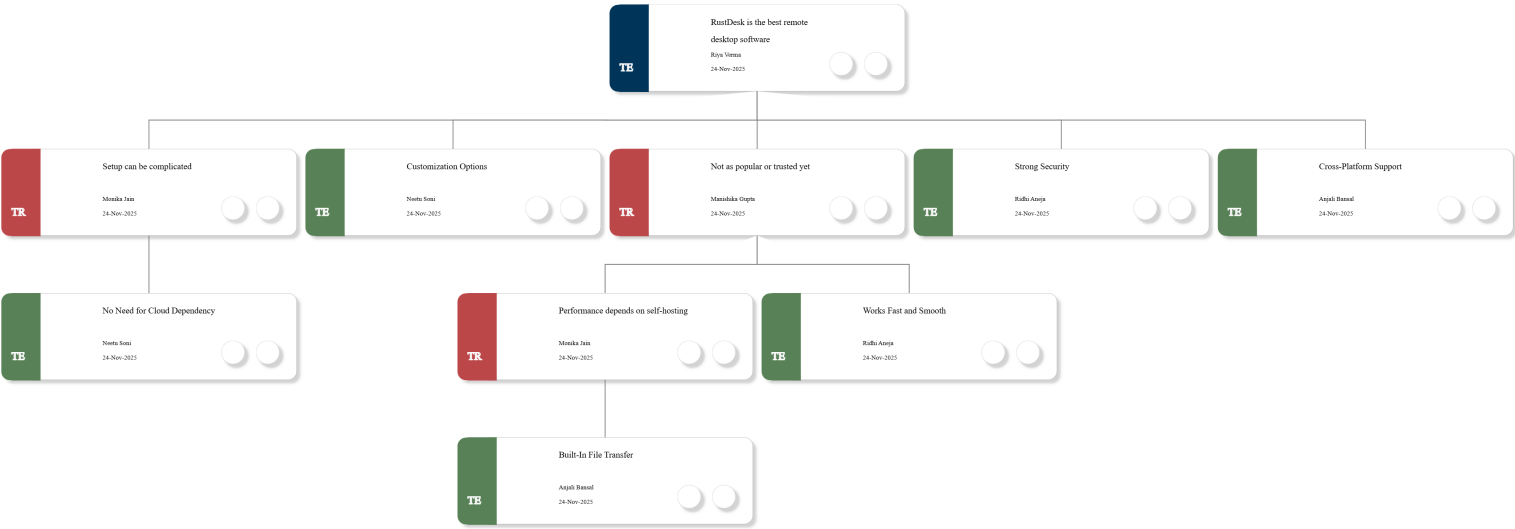 RustDesk is the best remote
desktop software
Riya Verma
24-Nov-2025
TE
Setup can be complicated
Monika Jain
24-Nov-2025
TR
Customization Options
Neetu Soni
24-Nov-2025
TE
Not as popular or trusted yet
Manishika Gupta
24-Nov-2025
TR
Strong Security
Ridhi Aneja
24-Nov-2025
TE
Cross-Platform Support
Anjali Bansal
24-Nov-2025
TE
No Need for Cloud Dependency
Neetu Soni
24-Nov-2025
TE
Performance depends on self-hosting
Monika Jain
24-Nov-2025
TR
Works Fast and Smooth
Ridhi Aneja
24-Nov-2025
TE
Built-In File Transfer
Anjali Bansal
24-Nov-2025
TE